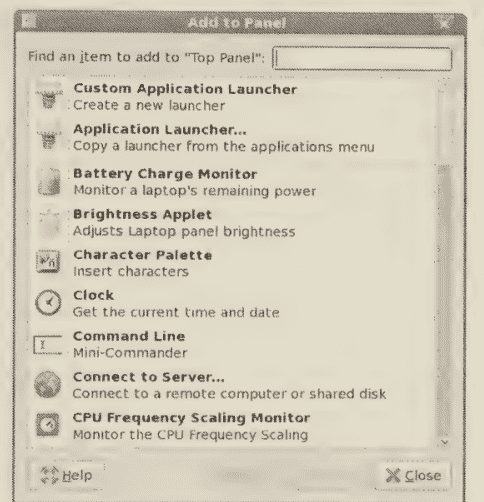 Add to Panel
Find an item to add to "Top Panel":
Custom Application Launcher
Create a new launcher
Application Launcher...
Copy a launcher from the applications menu
Battery Charge Monitor
Monitor a laptop's remaining power
Brightness Applet
Adjusts Laptop panel brightness
Character Palette
Insert characters
Clock
Get the current time and date
Command Line
Mini-Commander
Connect to Server...
Connect to a remote computer or shared disk
CPU Frequency Scaling Monitor
Monitor the CPU Frequency Scaling
Help
Close